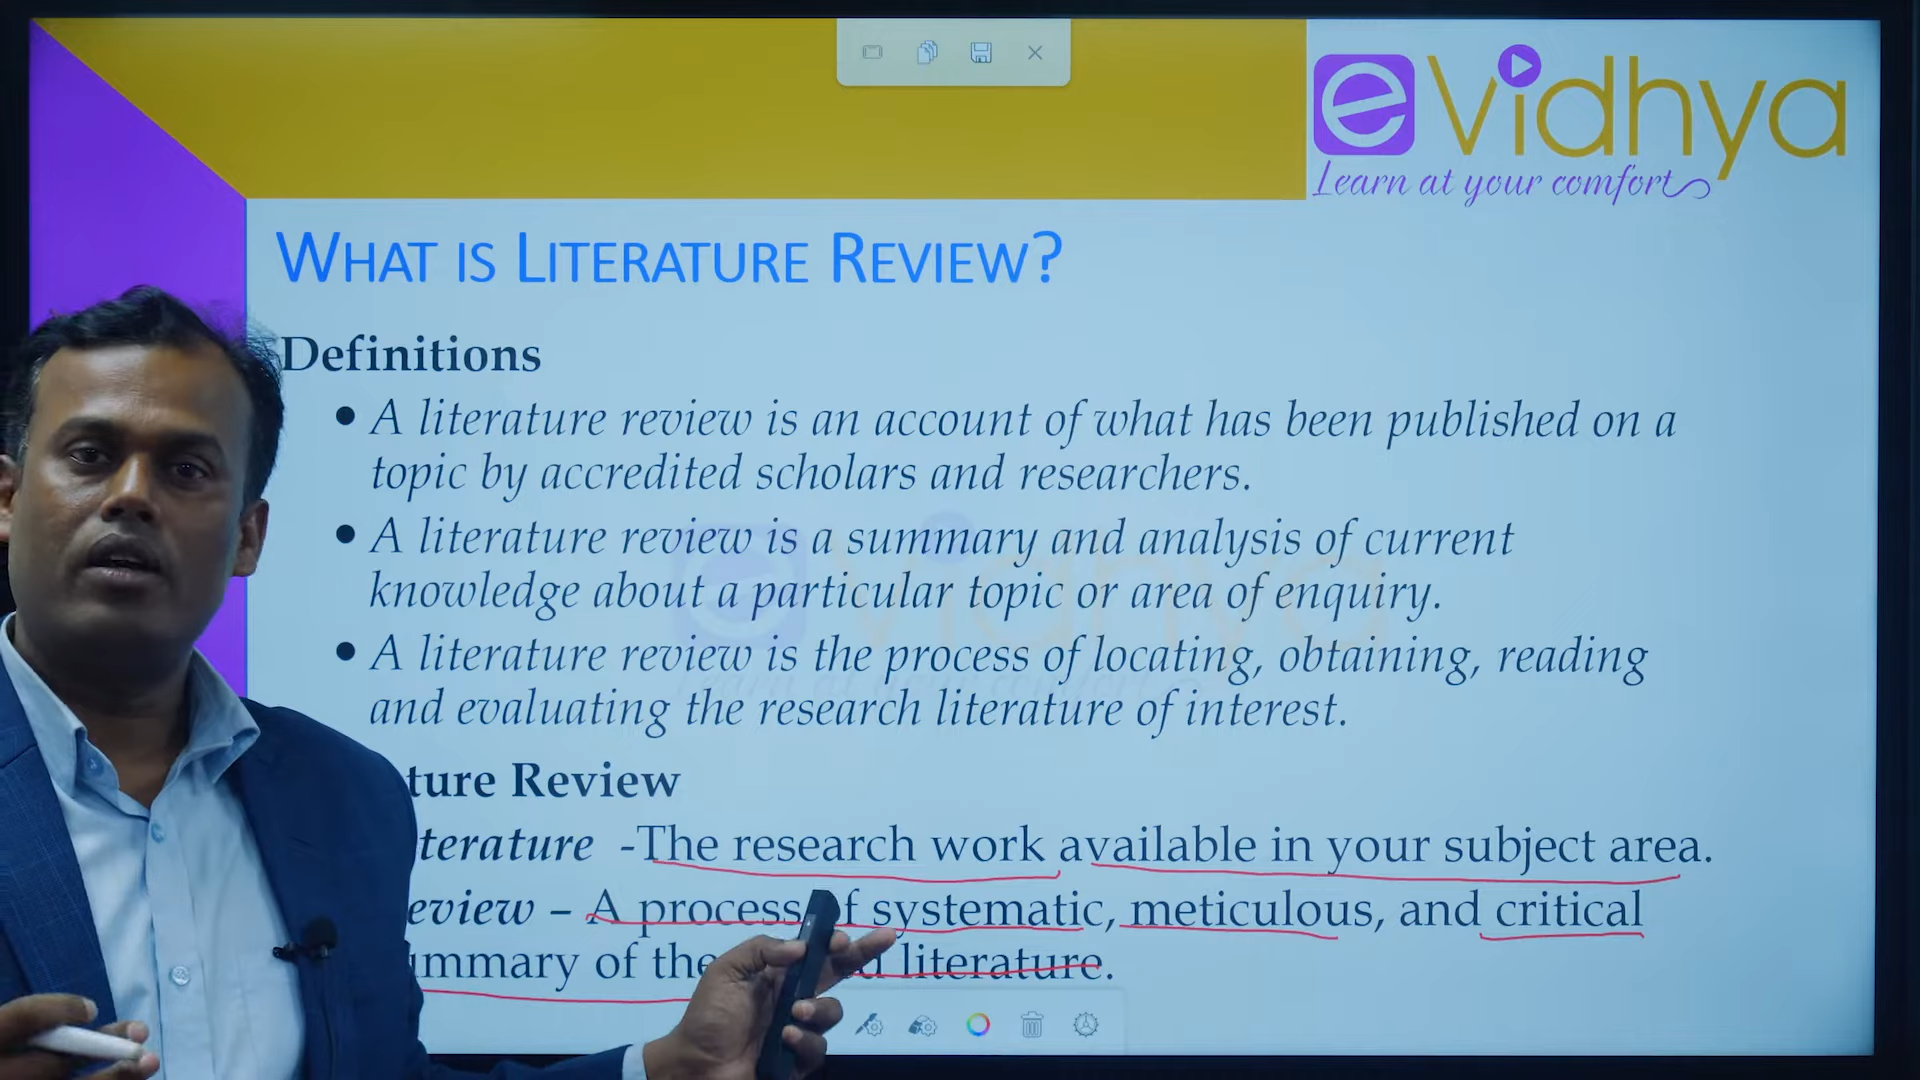 e Vidhya
Learn at your comfort
WHAT IS LITERATURE REVIEW?
Definitions
• A literature review is an account of what has been published on a
topic by accredited scholars and researchers.
• A literature review is a summary and analysis of current
knowledge about a particular topic or area of enquiry.
• A literature review is the process of locating, obtaining, reading
and evaluating the research literature of interest.
ture Review
terature -The research work available in your subject area.
eview – A process of systematic, meticulous, and critical
mmary of the literature.